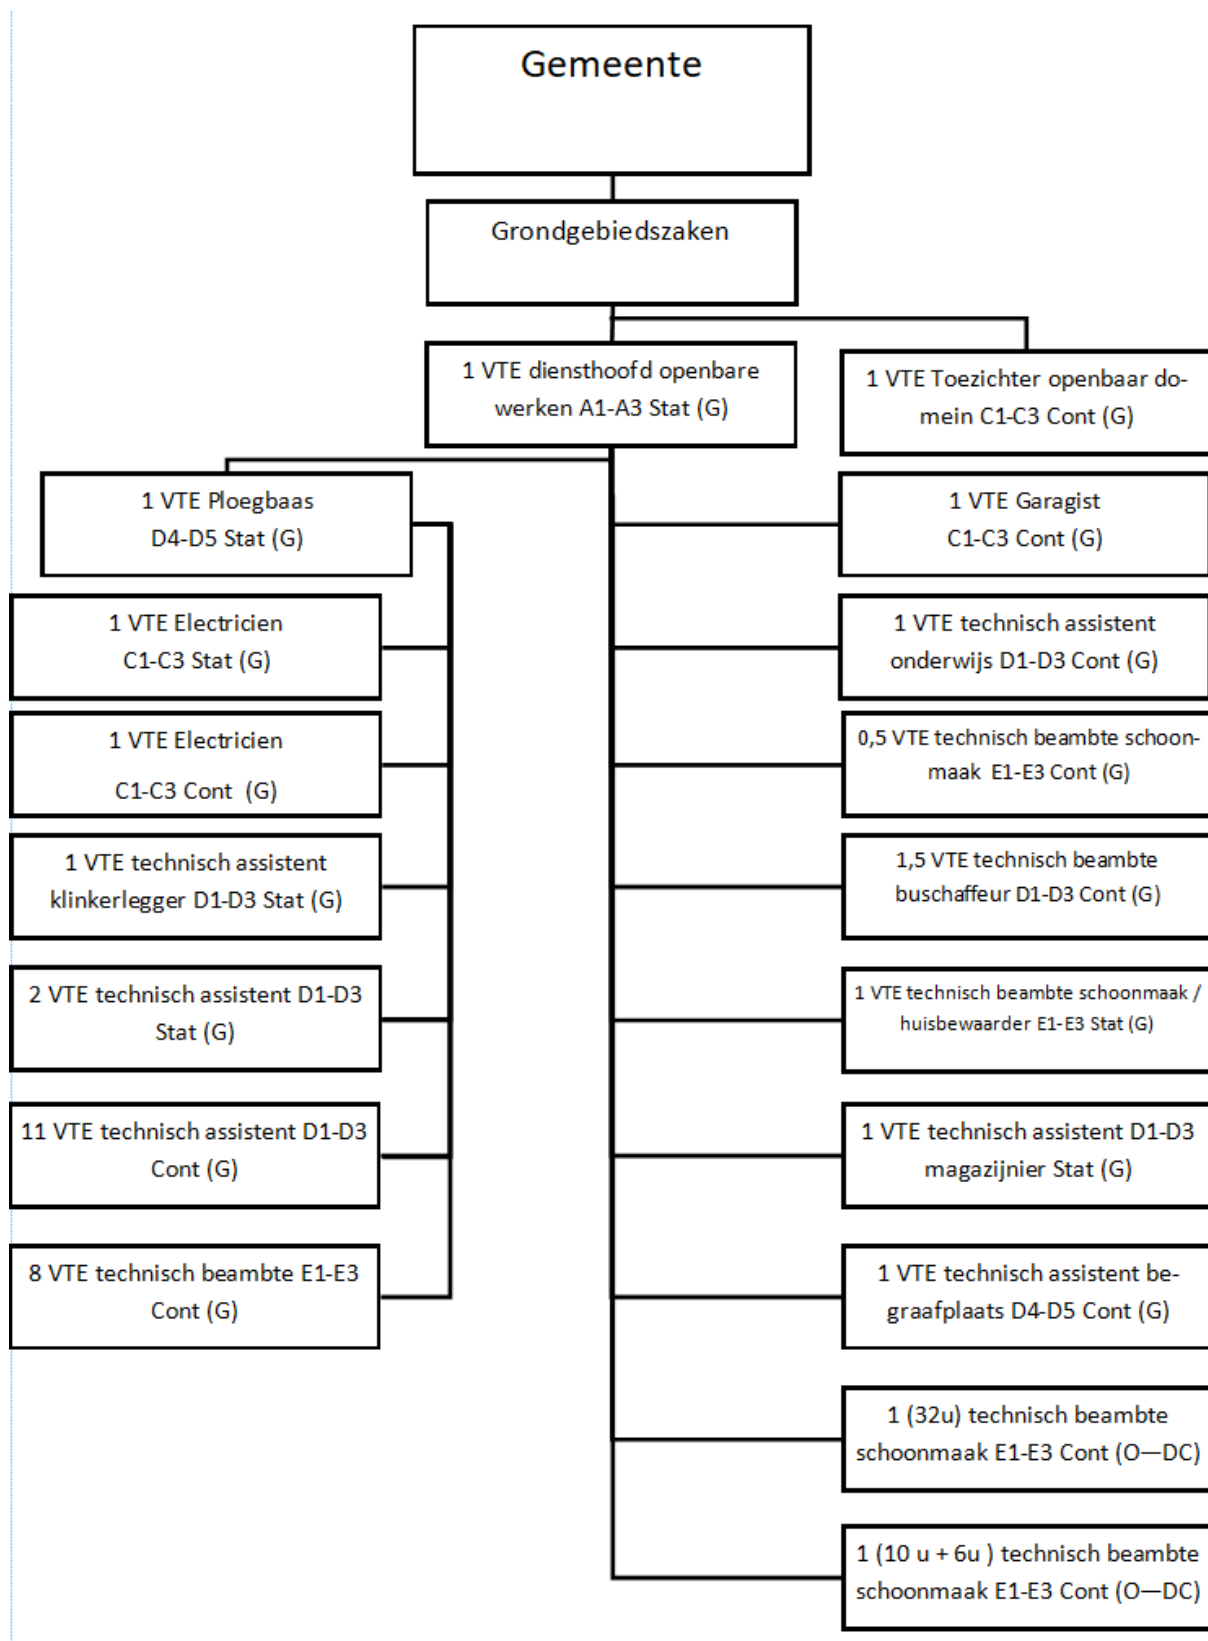 Gemeente
Grondgebiedszaken
1 VTE diensthoofd openbare
werken A1-A3 Stat (G)
1 VTE Toezichter openbaar do-
mein C1-C3 Cont (G)
1 VTE Ploegbaas
D4-D5 Stat (G)
1 VTE Garagist
C1-C3 Cont (G)
1 VTE Electricien
C1-C3 Stat (G)
1 VTE technisch assistent
onderwijs D1-D3 Cont (G)
1 VTE Electricien
C1-C3 Cont (G)
0,5 VTE technisch beambte schoon-
maak E1-E3 Cont (G)
1 VTE technisch assistent
klinkerlegger D1-D3 Stat (G)
1,5 VTE technisch beambte
buschaffeur D1-D3 Cont (G)
2 VTE technisch assistent D1-D3
Stat (G)
1 VTE technisch beambte schoonmaak /
huisbewaarder E1-E3 Stat (G)
11 VTE technisch assistent D1-D3
Cont (G)
1 VTE technisch assistent D1-D3
magazijnier Stat (G)
8 VTE technisch beambte E1-E3
Cont (G)
1 VTE technisch assistent be-
graafplaats D4-D5 Cont (G)
1 (32u) technisch beambte
schoonmaak E1-E3 Cont (O—DC)
1 (10 u + 6u ) technisch beambte
schoonmaak E1-E3 Cont (O—DC)